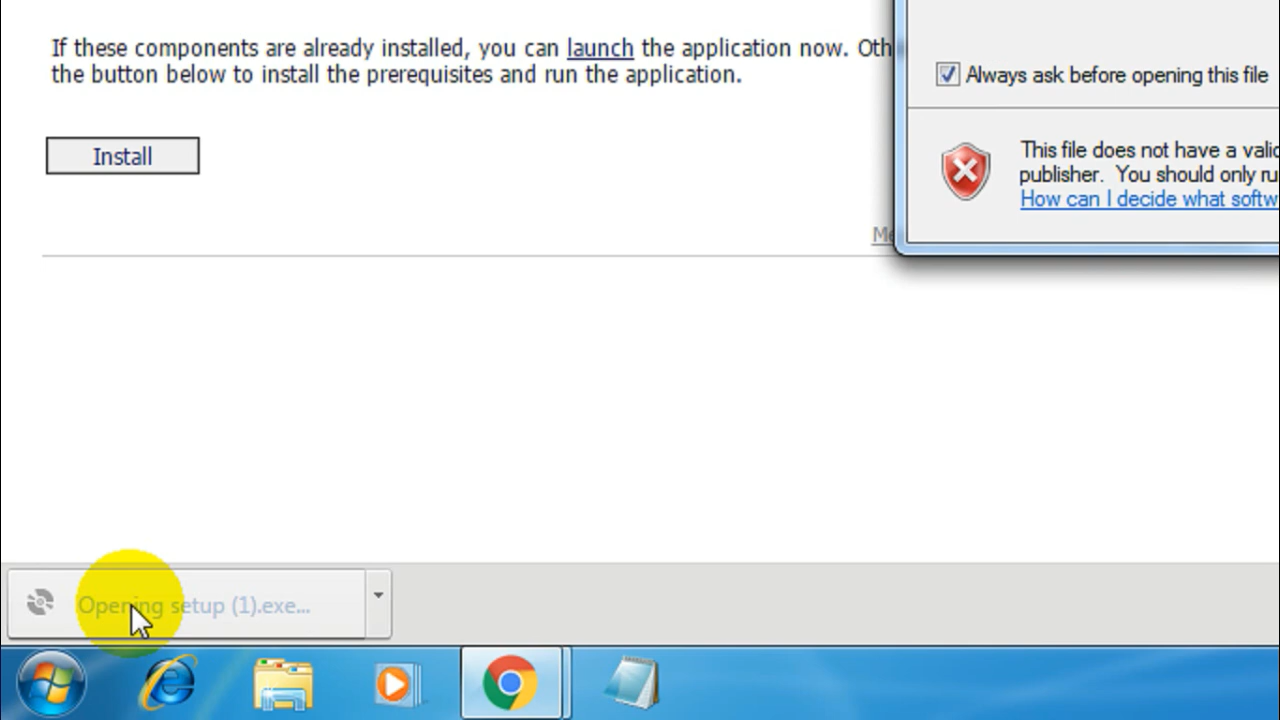 If these components are already installed, you can launch the application now. Oth
the button below to install the prerequisites and run the application.
Always ask before opening this file
Install
This file does not have a valid
publisher. You should only ru
How can I decide what softw
Me
Opening setup (1).exe...